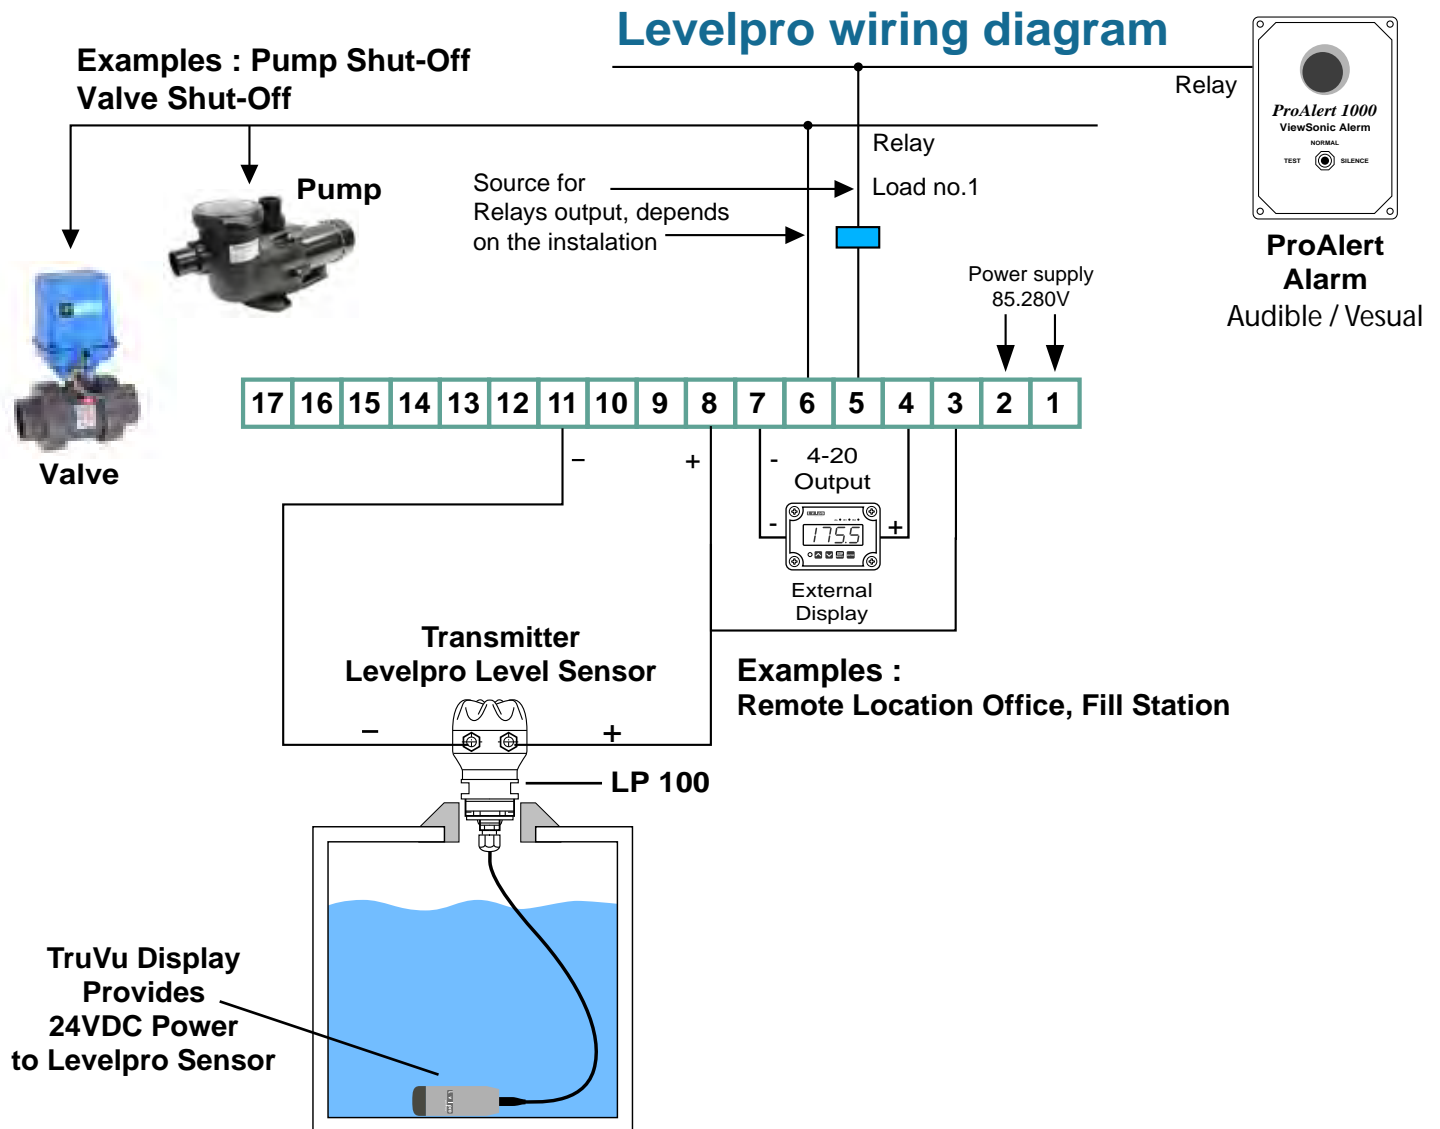 Levelpro wiring diagram
Examples : Pump Shut-Off
Valve Shut-Off
Relay
ProAlert 1000
ViewSonic Alerm
NORMAL
TEST
SILENCE
ProAlert
Alarm
Audible / Vesual
Relay
Pump
Source for
Relays output, depends
on the instalation
Load no.1
Power supply
85.280V
Valve
17 16 15 14 13 12 11 10 9 8 7 6 5 4 3 2 1
−
+
-
4-20
Output
-
+
175.5
External
Display
Transmitter
Levelpro Level Sensor
Examples :
Remote Location Office, Fill Station
−
+
LP 100
TruVu Display
Provides
24VDC Power
to Levelpro Sensor